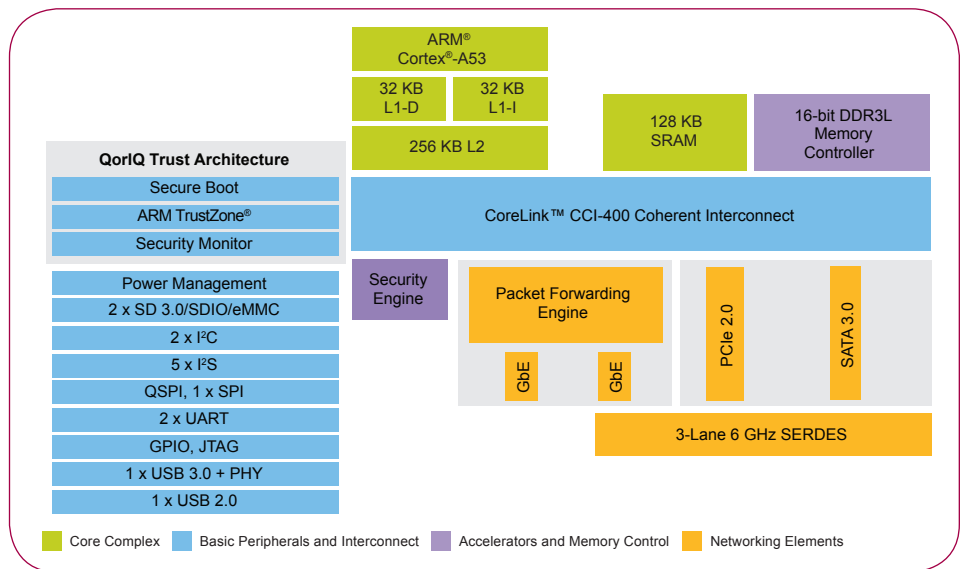 ARM®
Cortex®-A53
32 KB
L1-D
32 KB
L1-I
256 KB L2
128 KB
SRAM
16-bit DDR3L
Memory
Controller
QorIQ Trust Architecture
Secure Boot
ARM TrustZone®
Security Monitor
CoreLink™ CCI-400 Coherent Interconnect
Power Management
2 x SD 3.0/SDIO/eMMC
2 x I²C
5 x I²S
QSPI, 1 x SPI
2 x UART
GPIO, JTAG
1 x USB 3.0 + PHY
1 x USB 2.0
Security
Engine
Packet Forwarding
Engine
GbE
GbE
PCIe 2.0
SATA 3.0
3-Lane 6 GHz SERDES
Core Complex
Basic Peripherals and Interconnect
Accelerators and Memory Control
Networking Elements